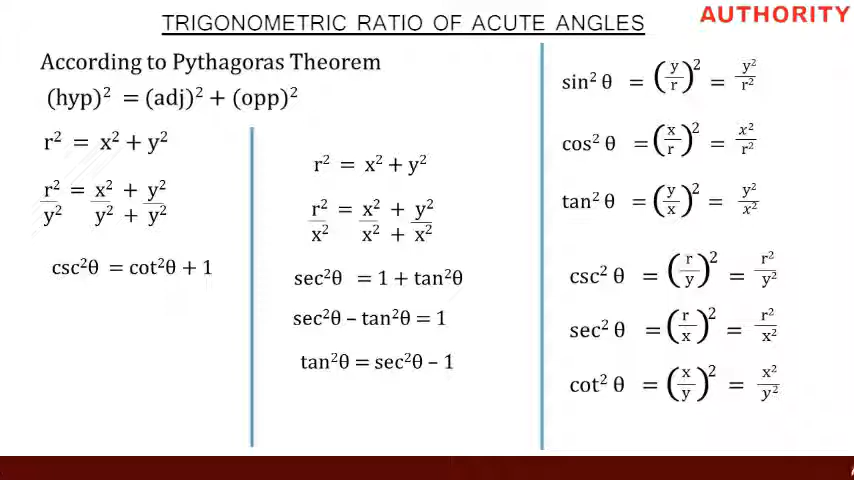 AUTHORITY
TRIGONOMETRIC RATIO OF ACUTE ANGLES
According to Pythagoras Theorem
(hyp)² = (adj)² + (opp)²
r² = x² + y²
r² = x² + y²
y² y² + y²
csc²θ = cot²θ + 1
r² = x² + y²
r² = x² + y²
x² x² + x²
sec²θ = 1 + tan²θ
sec²θ – tan²θ = 1
tan²θ = sec²θ – 1
sin² θ = (y/r)² = y²/r²
cos² θ = (x/r)² = x²/r²
tan² θ = (y/x)² = y²/x²
csc² θ = (r/y)² = r²/y²
sec² θ = (r/x)² = r²/x²
cot² θ = (x/y)² = x²/y²